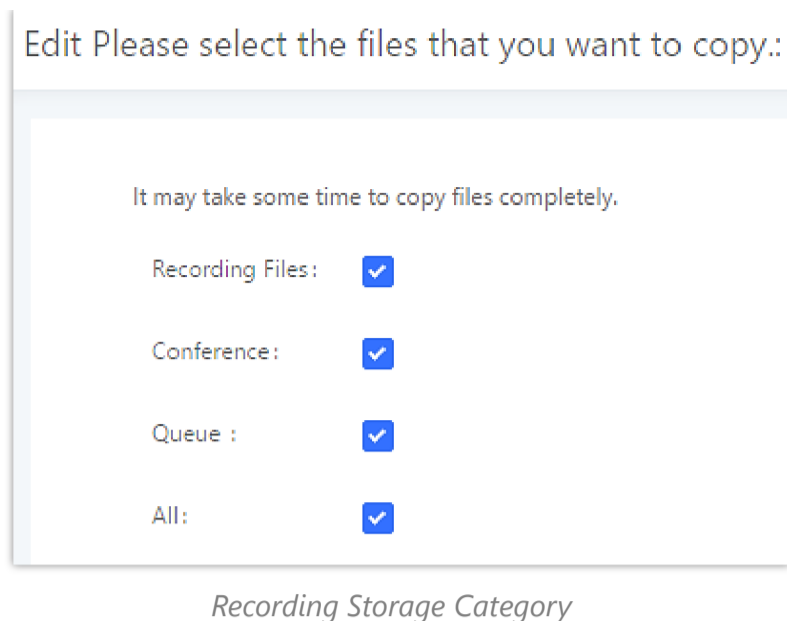 Edit Please select the files that you want to copy.:
It may take some time to copy files completely.
Recording Files:
Conference:
Queue :
All:
Recording Storage Category